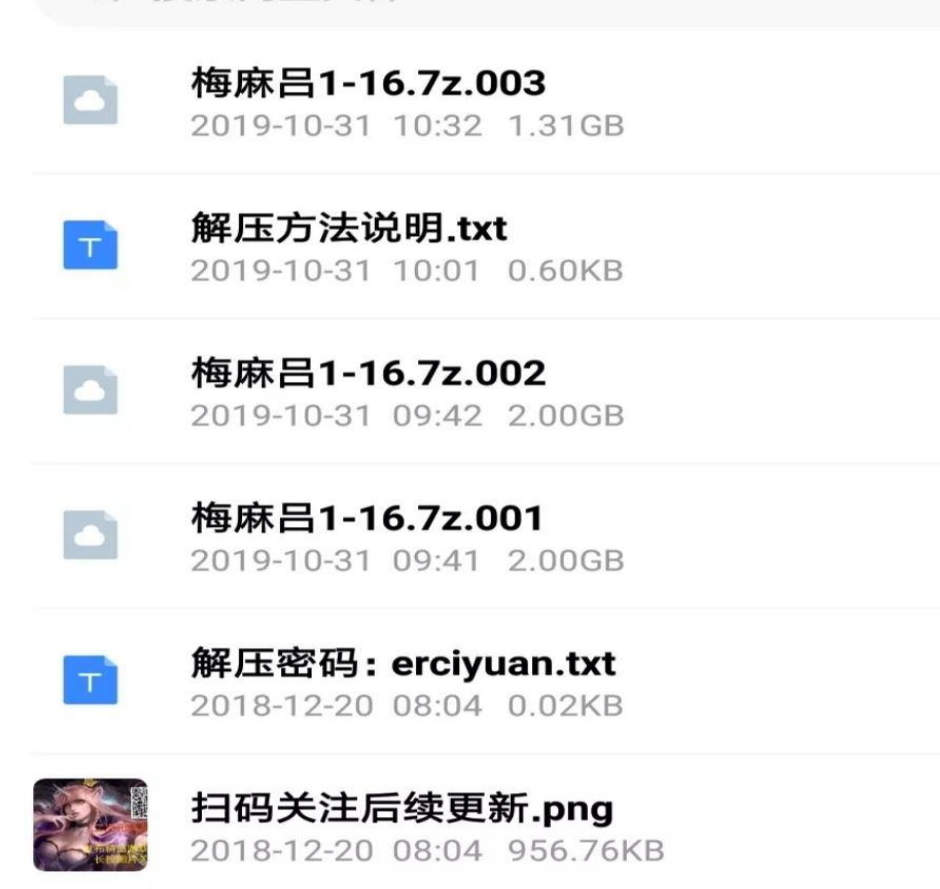 梅麻吕1-16.7z.003
2019-10-31 10:32 1.31GB
解压方法说明.txt
2019-10-31 10:01 0.60KB
梅麻吕1-16.7z.002
2019-10-31 09:42 2.00GB
梅麻吕1-16.7z.001
2019-10-31 09:41 2.00GB
解压密码：erciyuan.txt
2018-12-20 08:04 0.02KB
扫码关注后续更新.png
2018-12-20 08:04 956.76KB